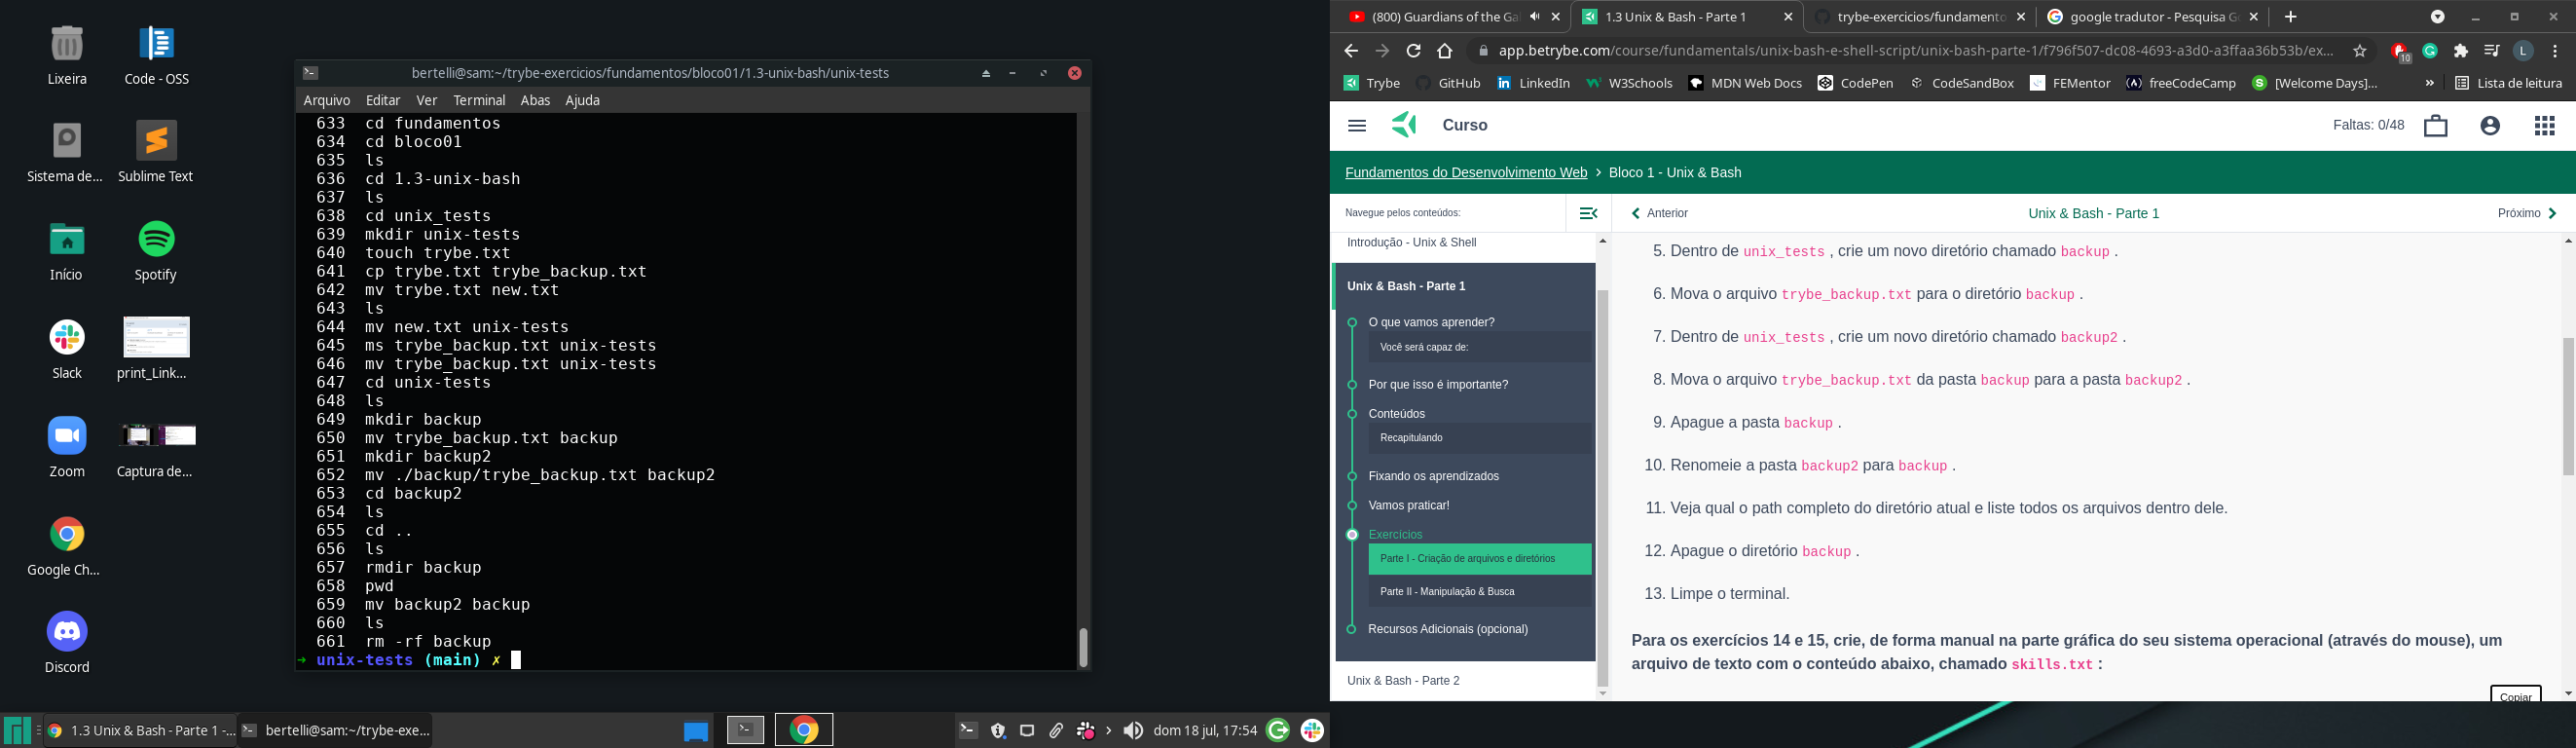 Lixeira
Code - OSS
Sistema de...
Sublime Text
Início
Spotify
Slack
print_Link...
Zoom
Captura de...
Google Ch...
Discord
bertelli@sam:~/trybe-exercicios/fundamentos/bloco01/1.3-unix-bash/unix-tests
Arquivo Editar Ver Terminal Abas Ajuda
633 cd fundamentos
634 cd bloco01
635 ls
636 cd 1.3-unix-bash
637 ls
638 cd unix_tests
639 mkdir unix-tests
640 touch trybe.txt
641 cp trybe.txt trybe_backup.txt
642 mv trybe.txt new.txt
643 ls
644 mv new.txt unix-tests
645 ms trybe_backup.txt unix-tests
646 mv trybe_backup.txt unix-tests
647 cd unix-tests
648 ls
649 mkdir backup
650 mv trybe_backup.txt backup
651 mkdir backup2
652 mv ./backup/trybe_backup.txt backup2
653 cd backup2
654 ls
655 cd ..
656 ls
657 rmdir backup
658 pwd
659 mv backup2 backup
660 ls
661 rm -rf backup
→ unix-tests (main) ✗
1.3 Unix & Bash - Parte 1 -...
bertelli@sam:~/trybe-exe...
dom 18 jul, 17:54
(800) Guardians of the Ga
1.3 Unix & Bash - Parte 1
trybe-exercicios/fundamento
google tradutor - Pesquisa G
app.betrybe.com/course/fundamentals/unix-bash-e-shell-script/unix-bash-parte-1/f796f507-dc08-4693-a3d0-a3ffaa36b53b/ex...
10
L
Trybe GitHub LinkedIn W3Schools MDN Web Docs CodePen CodeSandBox FEMentor freeCodeCamp [Welcome Days]... » Lista de leitura
Curso
Faltas: 0/48
Fundamentos do Desenvolvimento Web > Bloco 1 - Unix & Bash
Navegue pelos conteúdos:
Anterior
Unix & Bash - Parte 1
Próximo
Introdução - Unix & Shell
Unix & Bash - Parte 1
O que vamos aprender?
Você será capaz de:
Por que isso é importante?
Conteúdos
Recapitulando
Fixando os aprendizados
Vamos praticar!
Exercícios
Parte I - Criação de arquivos e diretórios
Parte II - Manipulação & Busca
Recursos Adicionais (opcional)
Unix & Bash - Parte 2
5. Dentro de unix_tests , crie um novo diretório chamado backup .
6. Mova o arquivo trybe_backup.txt para o diretório backup .
7. Dentro de unix_tests , crie um novo diretório chamado backup2 .
8. Mova o arquivo trybe_backup.txt da pasta backup para a pasta backup2 .
9. Apague a pasta backup .
10. Renomeie a pasta backup2 para backup .
11. Veja qual o path completo do diretório atual e liste todos os arquivos dentro dele.
12. Apague o diretório backup .
13. Limpe o terminal.
Para os exercícios 14 e 15, crie, de forma manual na parte gráfica do seu sistema operacional (através do mouse), um
arquivo de texto com o conteúdo abaixo, chamado skills.txt :
Copiar